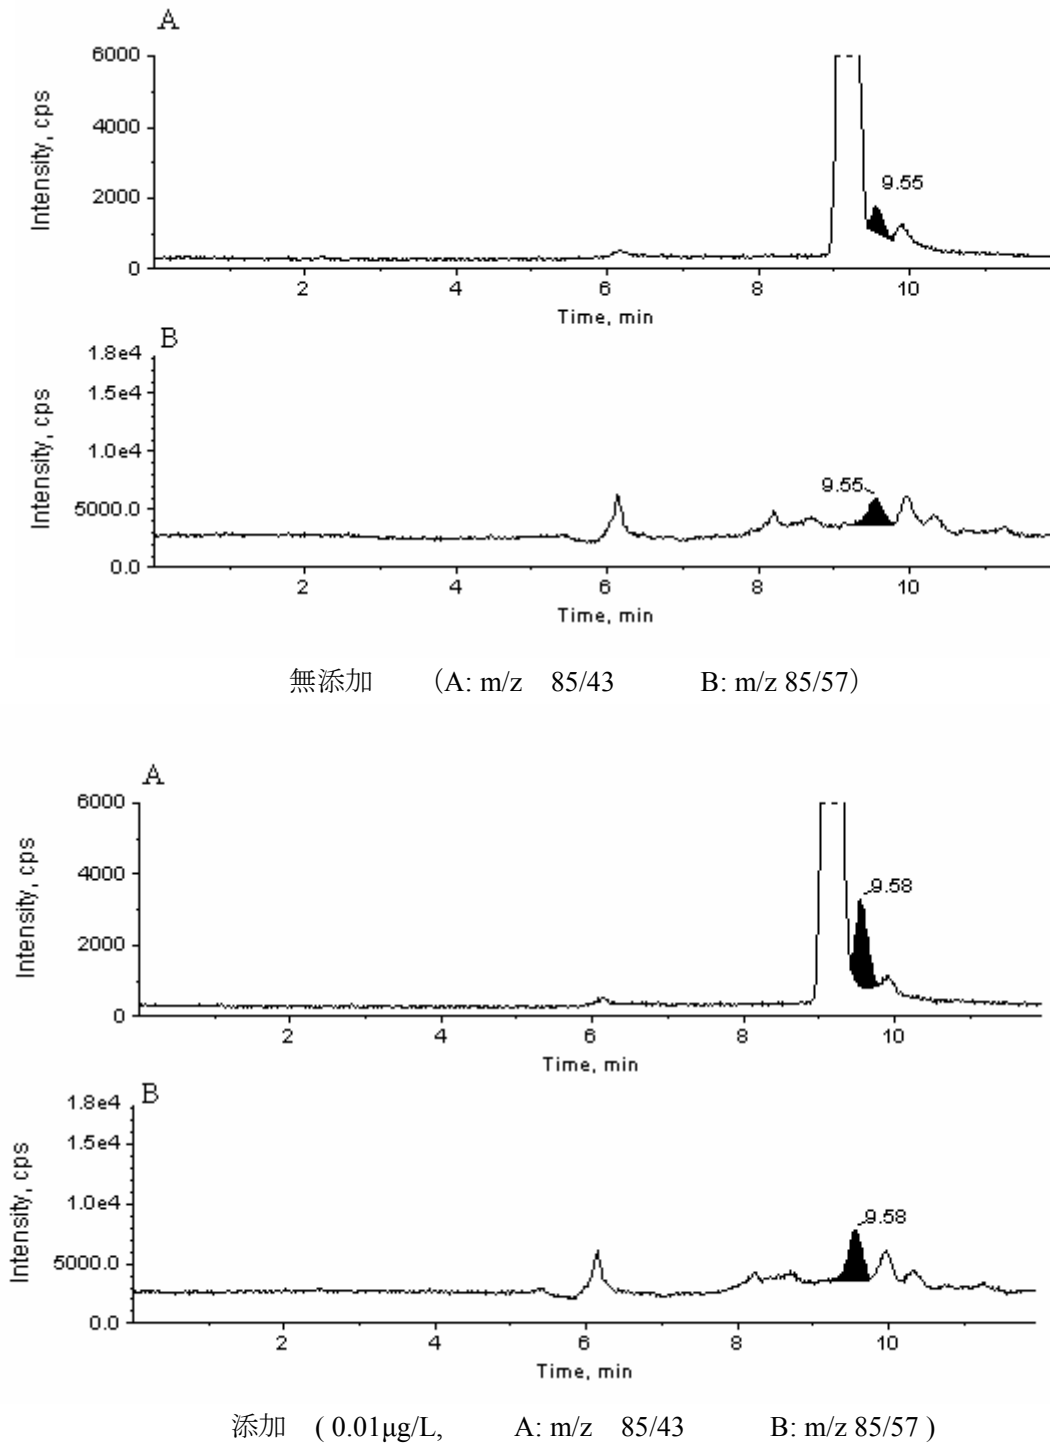 A
6000
4000
2000
0
Intensity, cps
9.55
2 4 6 8 10
Time, min
B
1.8e4
1.5e4
1.0e4
5000.0
0.0
Intensity, cps
9.55
2 4 6 8 10
Time, min
無添加 (A: m/z 85/43 B: m/z 85/57)
A
6000
4000
2000
0
Intensity, cps
9.58
2 4 6 8 10
Time, min
B
1.8e4
1.5e4
1.0e4
5000.0
0.0
Intensity, cps
9.58
2 4 6 8 10
Time, min
添加 ( 0.01μg/L, A: m/z 85/43 B: m/z 85/57 )